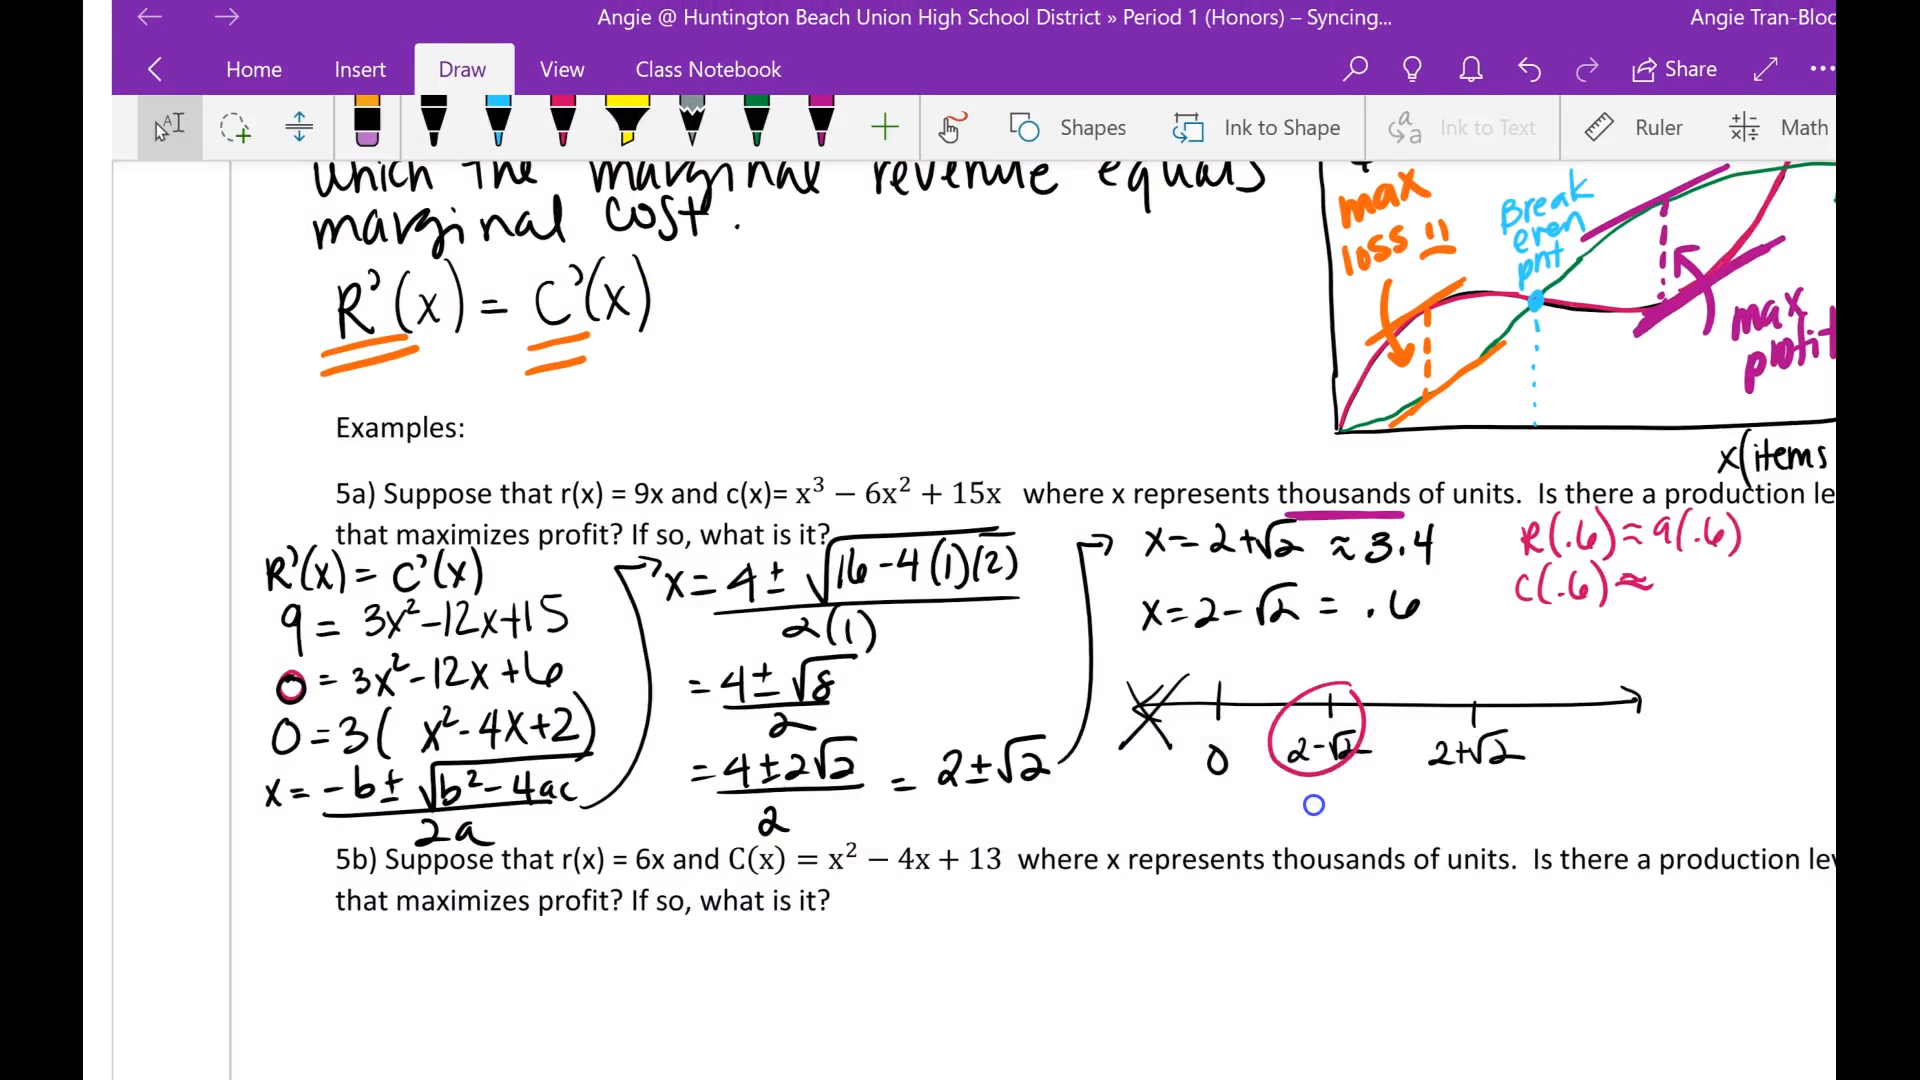 Angie @ Huntington Beach Union High School District » Period 1 (Honors) – Syncing...
Angie Tran-Bloc
Home Insert Draw View Class Notebook
Share
Shapes Ink to Shape Ink to Text Ruler Math
which the marginal revenue equals
marginal cost.
R'(x) = C'(x)
max
loss
Break
even
pnt
max
profit
x(items
Examples:
5a) Suppose that r(x) = 9x and c(x)= x³ − 6x² + 15x where x represents thousands of units. Is there a production le
that maximizes profit? If so, what is it?
R'(x) = C'(x)
9 = 3x²-12x+15
0 = 3x²-12x+6
0 = 3( x²-4x+2)
x = -b ± √b²-4ac / 2a
x = 4 ± √16-4(1)(2) / 2(1)
= 4 ± √8 / 2
= 4 ± 2√2 / 2 = 2 ± √2
x = 2+√2 ≈ 3.4
x = 2-√2 = .6
R(.6) ≈ 9(.6)
C(.6) ≈
0 2-√2 2+√2
5b) Suppose that r(x) = 6x and C(x) = x² − 4x + 13 where x represents thousands of units. Is there a production lev
that maximizes profit? If so, what is it?